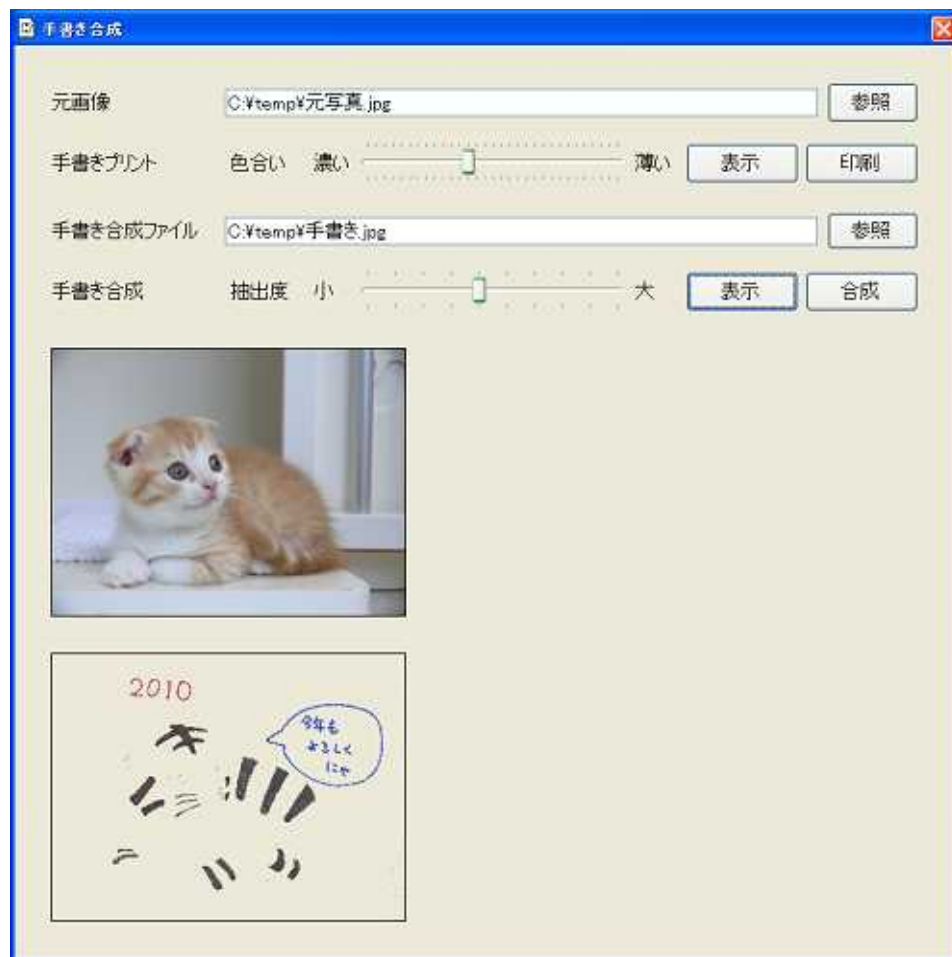 手書き合成
元画像 C:¥temp¥元写真.jpg 参照
手書きプリント 色合い 濃い 薄い 表示 印刷
手書き合成ファイル C:¥temp¥手書き.jpg 参照
手書き合成 抽出度 小 大 表示 合成
2010
今年も
よろしく
にゃ